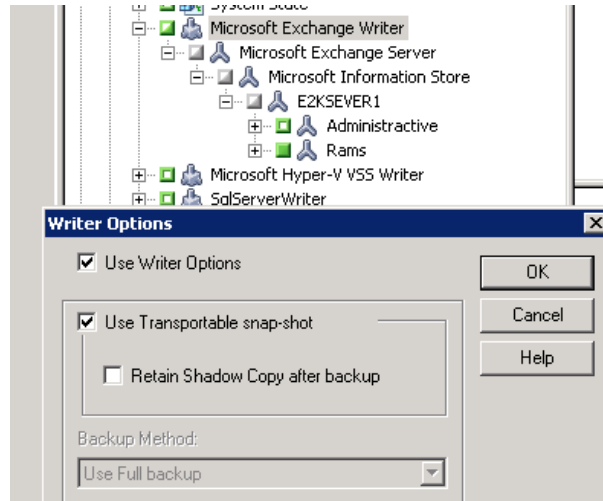 System State
Microsoft Exchange Writer
Microsoft Exchange Server
Microsoft Information Store
E2KSEVER1
Administractive
Rams
Microsoft Hyper-V VSS Writer
SqlServerWriter
Writer Options
Use Writer Options
OK
Use Transportable snap-shot
Cancel
Retain Shadow Copy after backup
Help
Backup Method:
Use Full backup